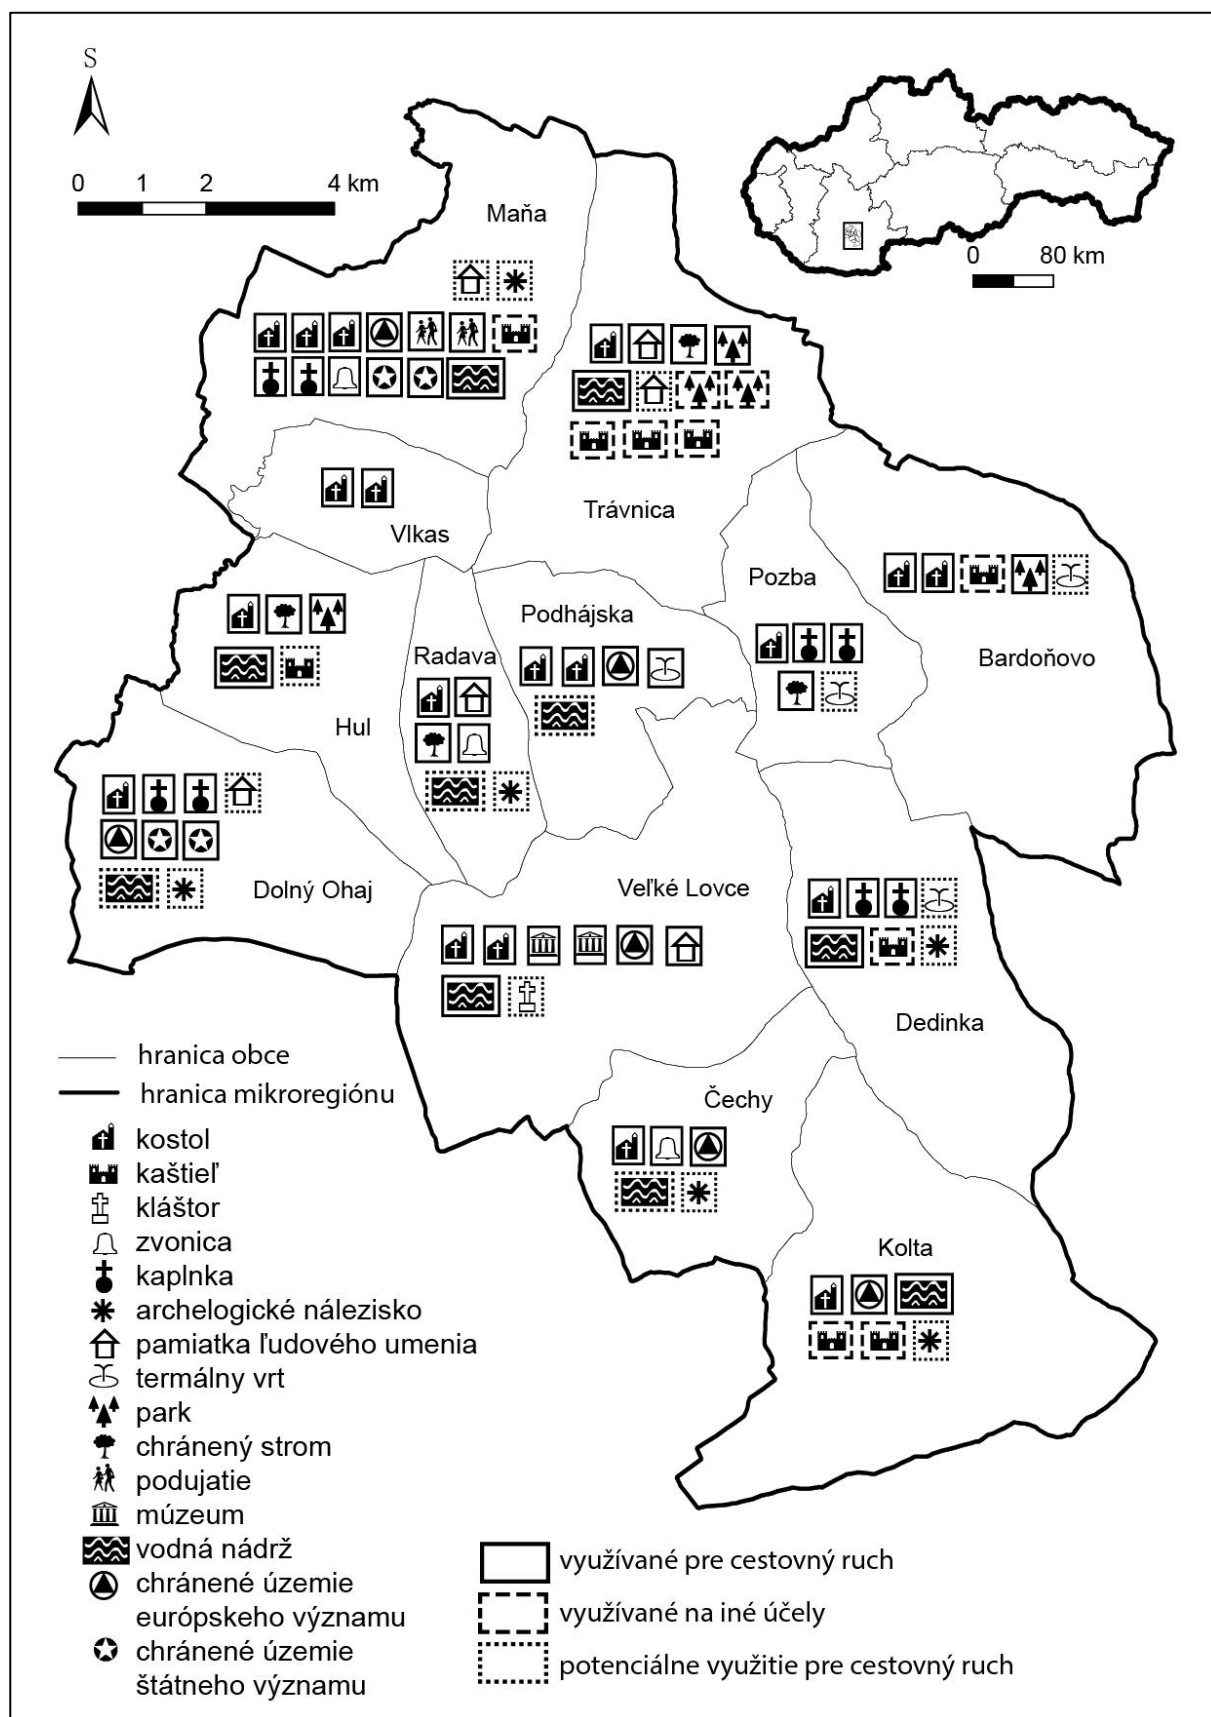 S
0 1 2 4 km
Maňa
0 80 km
Trávnica
Vlkas
Pozba
Podhájska
Radava
Bardoňovo
Hul
Dolný Ohaj
Veľké Lovce
Dedinka
Čechy
Kolta
hranica obce
hranica mikroregiónu
kostol
kaštieľ
kláštor
zvonica
kaplnka
archelogické nálezisko
pamiatka ľudového umenia
termálny vrt
park
chránený strom
podujatie
múzeum
vodná nádrž
chránené územie
európskeho významu
chránené územie
štátneho významu
využívané pre cestovný ruch
využívané na iné účely
potenciálne využitie pre cestovný ruch